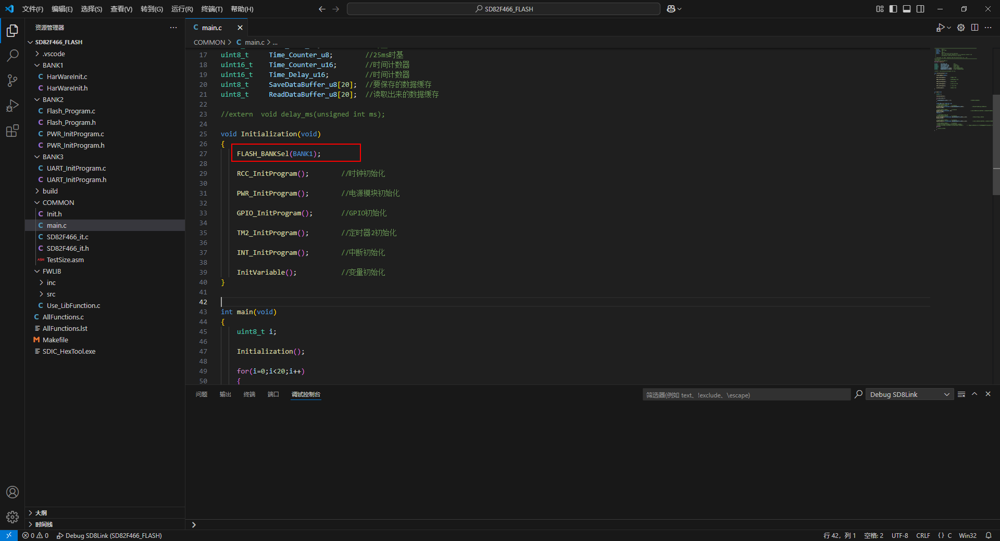 文件(F) 编辑(E) 选择(S) 查看(V) 转到(G) 运行(R) 终端(T) 帮助(H)
SD82F466_FLASH
资源管理器
SD82F466_FLASH
.vscode
BANK1
HarWareInit.c
HarWareInit.h
BANK2
Flash_Program.c
Flash_Program.h
PWR_InitProgram.c
PWR_InitProgram.h
BANK3
UART_InitProgram.c
UART_InitProgram.h
build
COMMON
Init.h
main.c
SD82F466_it.c
SD82F466_it.h
TestSize.asm
FWLIB
inc
src
Use_LibFunction.c
AllFunctions.c
AllFunctions.lst
Makefile
SDIC_HexTool.exe
大纲
时间线
main.c
COMMON > C main.c > ...
17 uint8_t Time_Counter_u8; //25ms时基
18 uint16_t Time_Counter_u16; //时间计数器
19 uint16_t Time_Delay_u16; //时间计数器
20 uint8_t SaveDataBuffer_u8[20]; //要保存的数据缓存
21 uint8_t ReadDataBuffer_u8[20]; //读取出来的数据缓存
22
23 //extern void delay_ms(unsigned int ms);
24
25 void Initialization(void)
26 {
27 FLASH_BANKSel(BANK1);
28
29 RCC_InitProgram(); //时钟初始化
30
31 PWR_InitProgram(); //电源模块初始化
32
33 GPIO_InitProgram(); //GPIO初始化
34
35 TM2_InitProgram(); //定时器2初始化
36
37 INT_InitProgram(); //中断初始化
38
39 InitVariable(); //变量初始化
40 }
41
42
43 int main(void)
44 {
45 uint8_t i;
46
47 Initialization();
48
49 for(i=0;i<20;i++)
50 {
问题 输出 终端 端口 调试控制台
筛选器(例如 text、!exclude、\escape)
Debug SD8Link
0 0 Debug SD8Link (SD82F466_FLASH)
行 42，列 1 空格: 2 UTF-8 CRLF {} C Win32